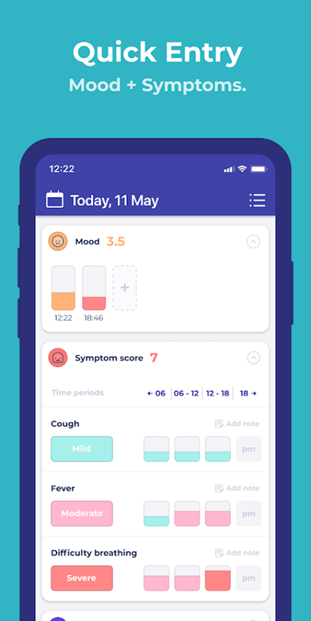 Quick Entry
Mood + Symptoms.
12:22
Today, 11 May
Mood 3.5
+
12:22 18:46
Symptom score 7
Time periods ← 06 06 - 12 12 - 18 18 →
Cough Add note
Mild pm
Fever Add note
Moderate pm
Difficulty breathing Add note
Severe pm